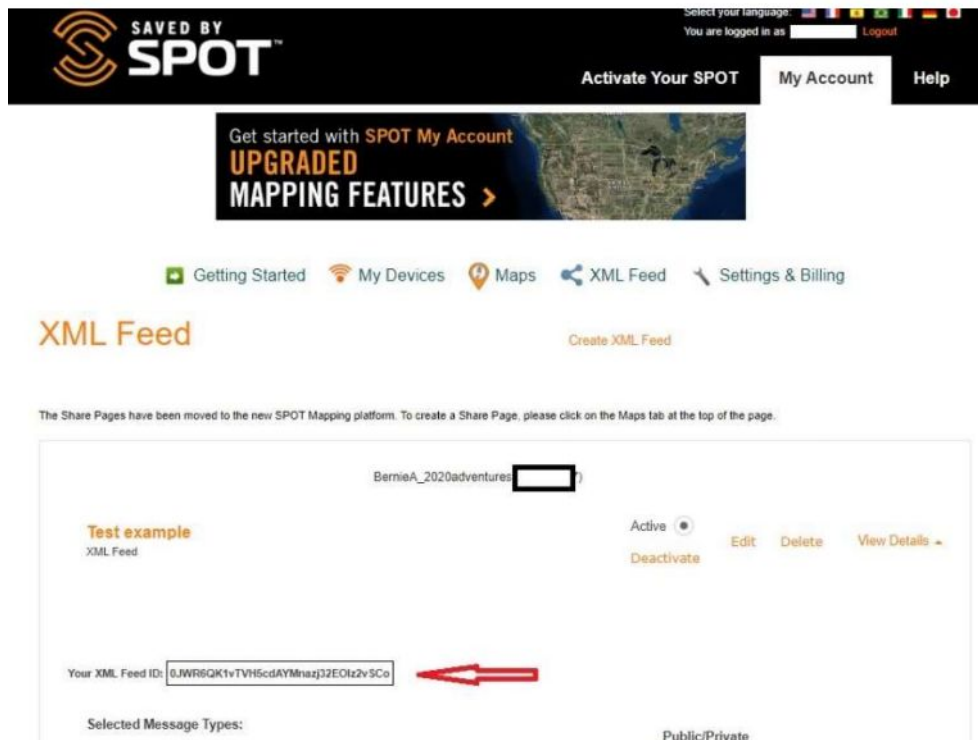 SAVED BY
SPOT™
Select your language:
You are logged in as Logout
Activate Your SPOT My Account Help
Get started with SPOT My Account
UPGRADED
MAPPING FEATURES >
Getting Started My Devices Maps XML Feed Settings & Billing
XML Feed Create XML Feed
The Share Pages have been moved to the new SPOT Mapping platform. To create a Share Page, please click on the Maps tab at the top of the page.
BernieA_2020adventures )
Test example
XML Feed
Active
Deactivate
Edit Delete View Details
Your XML Feed ID:
Selected Message Types:
Public/Private